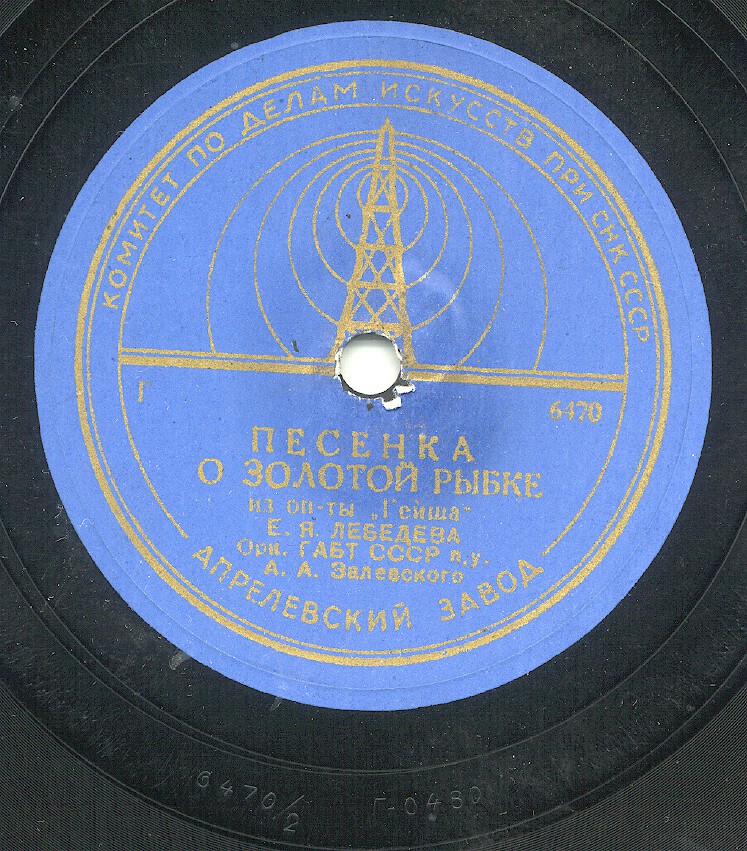 КОМИТЕТ ПО ДЕЛАМ ИСКУССТВ ПРИ СНК СССР
Г
6470
ПЕСЕНКА
О ЗОЛОТОЙ РЫБКЕ
из оп-ты „Гейша"
Е. Я. ЛЕБЕДЕВА
Орк. ГАБТ СССР п.у.
А. А. Залевского
АПРЕЛЕВСКИЙ ЗАВОД
6470/2 Г-0480